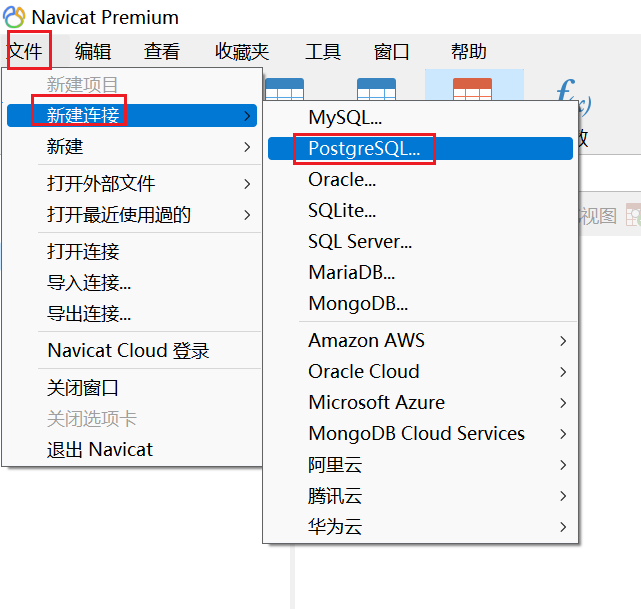 Navicat Premium
文件 编辑 查看 收藏夹 工具 窗口 帮助
新建项目
新建连接
新建
打开外部文件
打开最近使用過的
打开连接
导入连接...
导出连接...
Navicat Cloud 登录
关闭窗口
关闭选项卡
退出 Navicat
MySQL...
PostgreSQL...
Oracle...
SQLite...
SQL Server...
MariaDB...
MongoDB...
Amazon AWS
Oracle Cloud
Microsoft Azure
MongoDB Cloud Services
阿里云
腾讯云
华为云
f(x)
数
视图